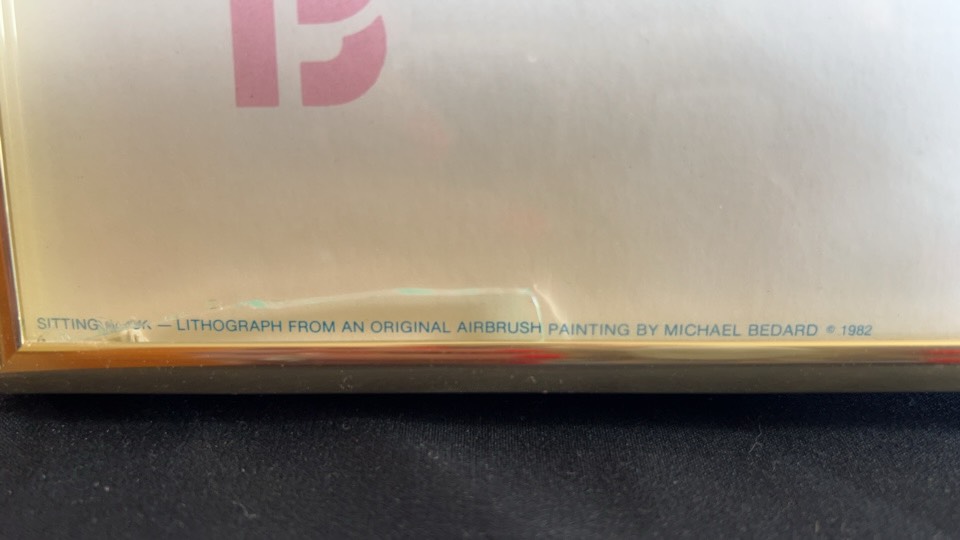 B
SITTING — LITHOGRAPH FROM AN ORIGINAL AIRBRUSH PAINTING BY MICHAEL BEDARD © 1982